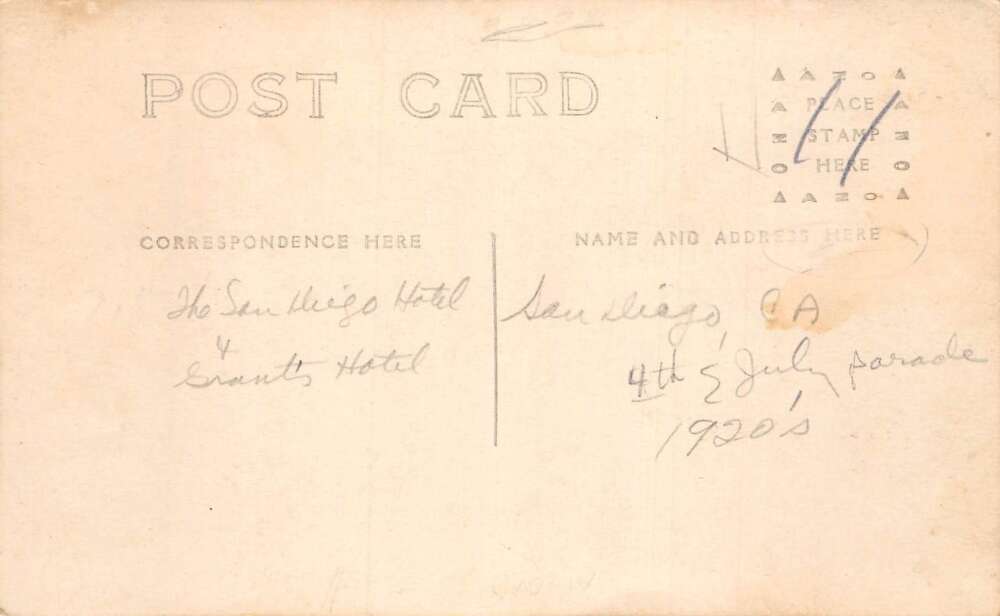 POST CARD
▲ A Z O ▲
A PLACE A
N STAMP N
O HERE O
▲ A Z O ▲
CORRESPONDENCE HERE
NAME AND ADDRESS HERE
The San Diego Hotel
&
Grant's Hotel
San Diego, CA
4th of July parade
1920's